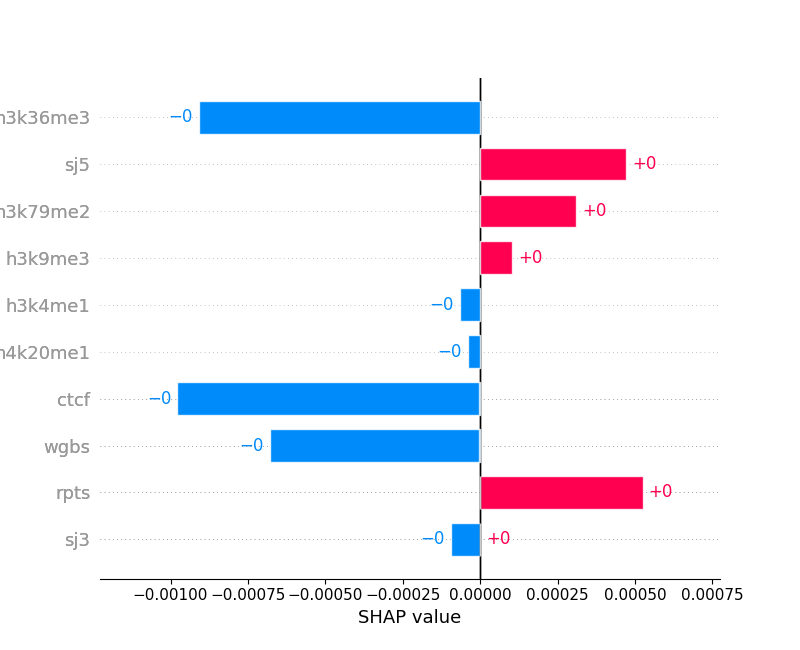 h3k36me3 −0
sj5 +0
h3k79me2 +0
h3k9me3 +0
h3k4me1 −0
h4k20me1 −0
ctcf −0
wgbs −0
rpts +0
sj3 −0 +0
−0.00100 −0.00075 −0.00050 −0.00025 0.00000 0.00025 0.00050 0.00075
SHAP value